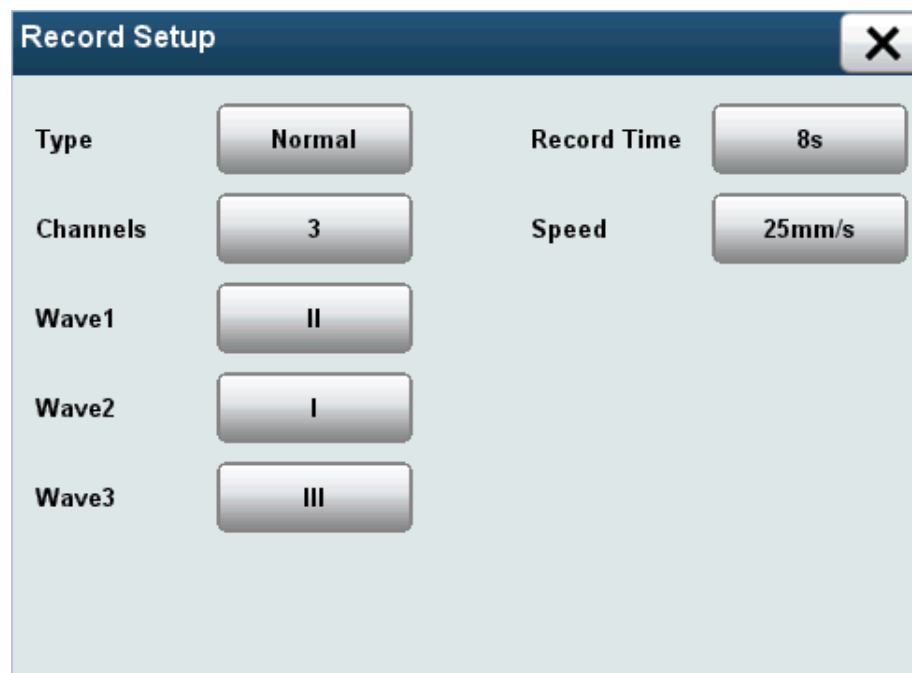 Record Setup
Type Normal Record Time 8s
Channels 3 Speed 25mm/s
Wave1 II
Wave2 I
Wave3 III